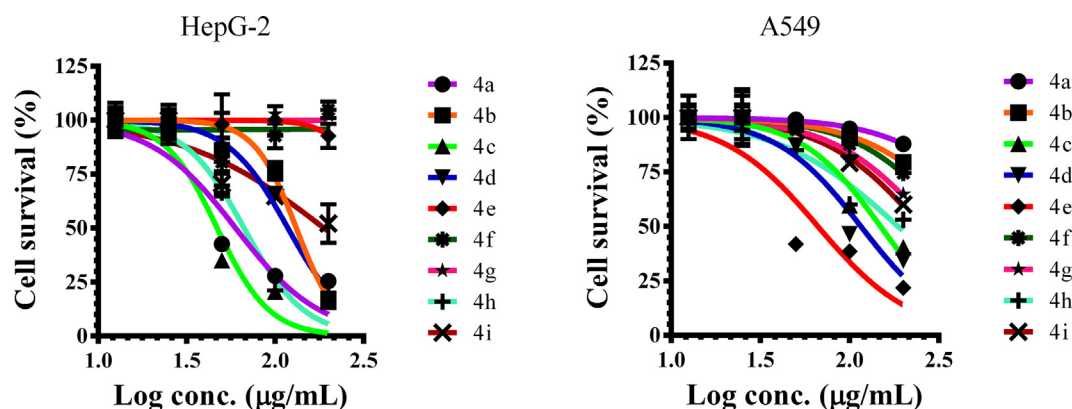 HepG-2
Cell survival (%)
125
100
75
50
25
0
1.0
1.5
2.0
2.5
Log conc. (μg/mL)
4a
4b
4c
4d
4e
4f
4g
4h
4i
A549
Cell survival (%)
125
100
75
50
25
0
1.0
1.5
2.0
2.5
Log conc. (μg/mL)
4a
4b
4c
4d
4e
4f
4g
4h
4i